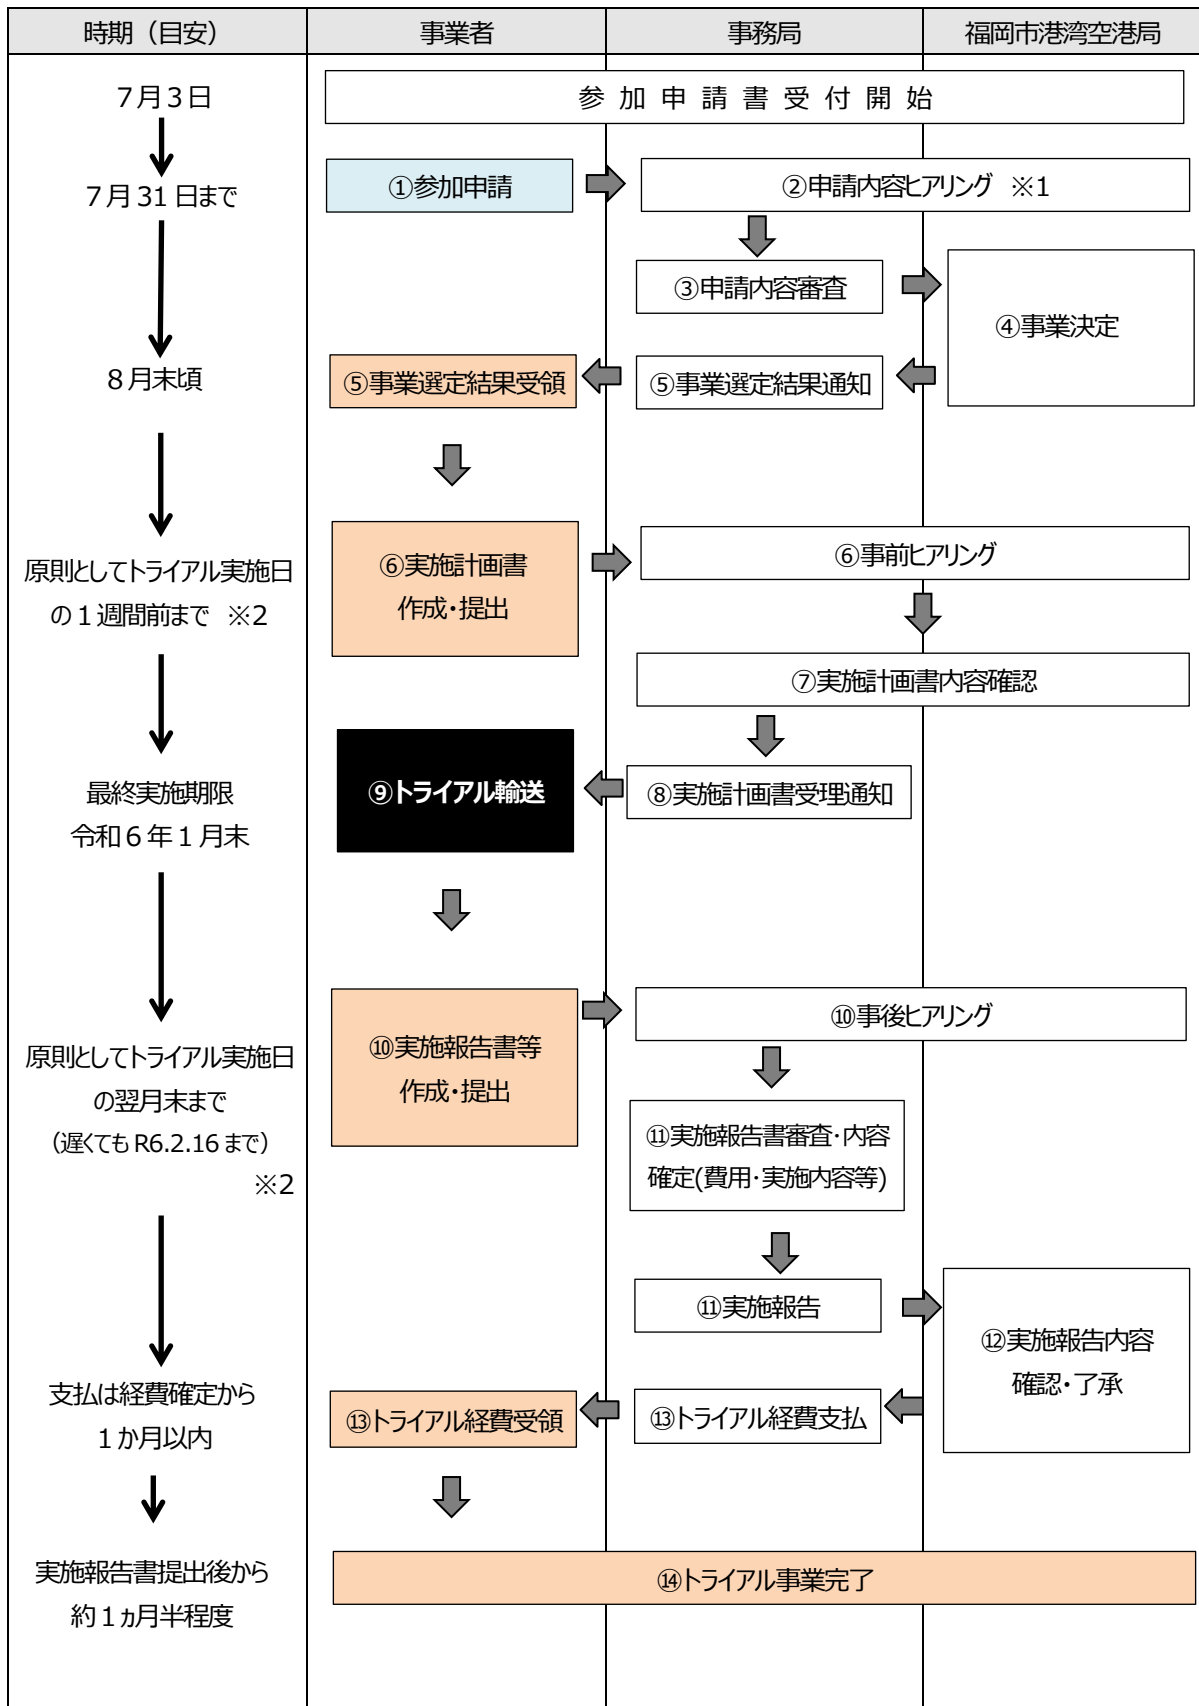 時期（目安）
事業者
事務局
福岡市港湾空港局
７月３日
参加申請書受付開始
７月 31 日まで
①参加申請
②申請内容ヒアリング　※1
③申請内容審査
④事業決定
８月末頃
⑤事業選定結果受領
⑤事業選定結果通知
原則としてトライアル実施日
の１週間前まで　※2
⑥実施計画書
作成・提出
⑥事前ヒアリング
⑦実施計画書内容確認
最終実施期限
令和６年１月末
⑨トライアル輸送
⑧実施計画書受理通知
原則としてトライアル実施日
の翌月末まで
（遅くても R6.2.16 まで）
※2
⑩実施報告書等
作成・提出
⑩事後ヒアリング
⑪実施報告書審査・内容
確定(費用・実施内容等)
⑪実施報告
⑫実施報告内容
確認・了承
支払は経費確定から
１か月以内
⑬トライアル経費受領
⑬トライアル経費支払
実施報告書提出後から
約１ヵ月半程度
⑭トライアル事業完了